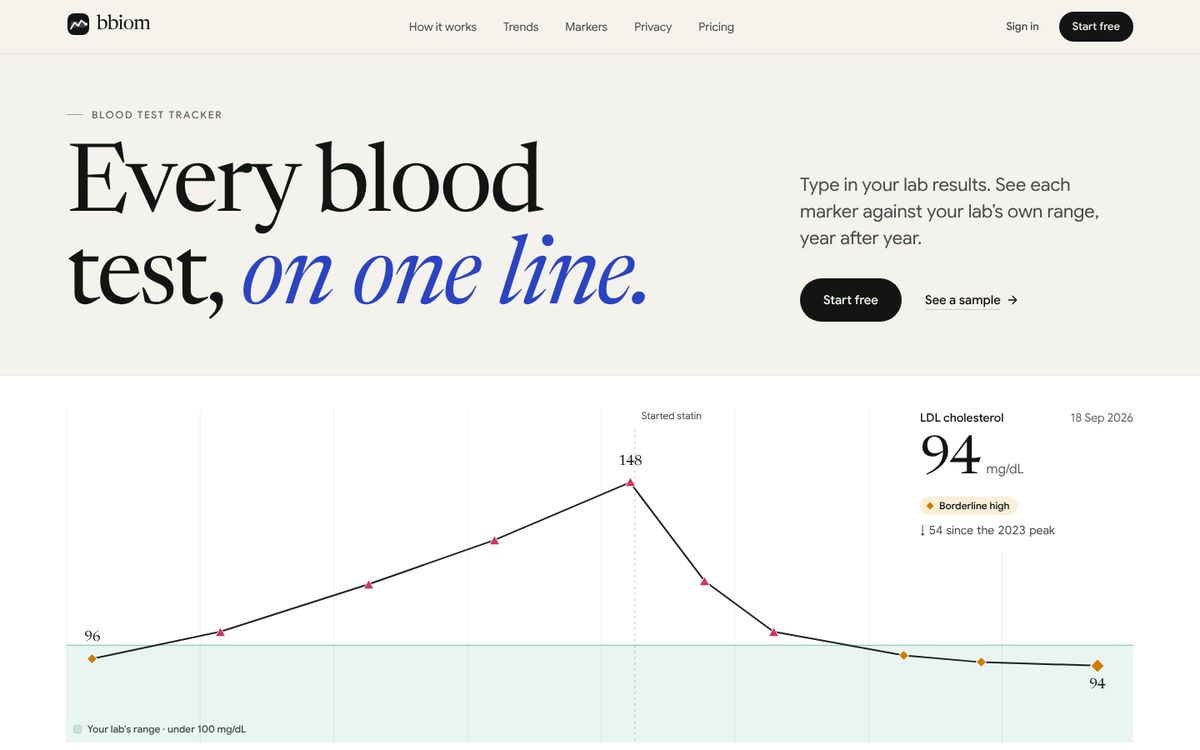 bbiom
How it works
Trends
Markers
Privacy
Pricing
Sign in
Start free
BLOOD TEST TRACKER
Every blood
test, on one line.
Type in your lab results. See each
marker against your lab’s own range,
year after year.
Start free
See a sample →
Started statin
LDL cholesterol
18 Sep 2026
94 mg/dL
Borderline high
↓ 54 since the 2023 peak
148
96
94
Your lab's range · under 100 mg/dL